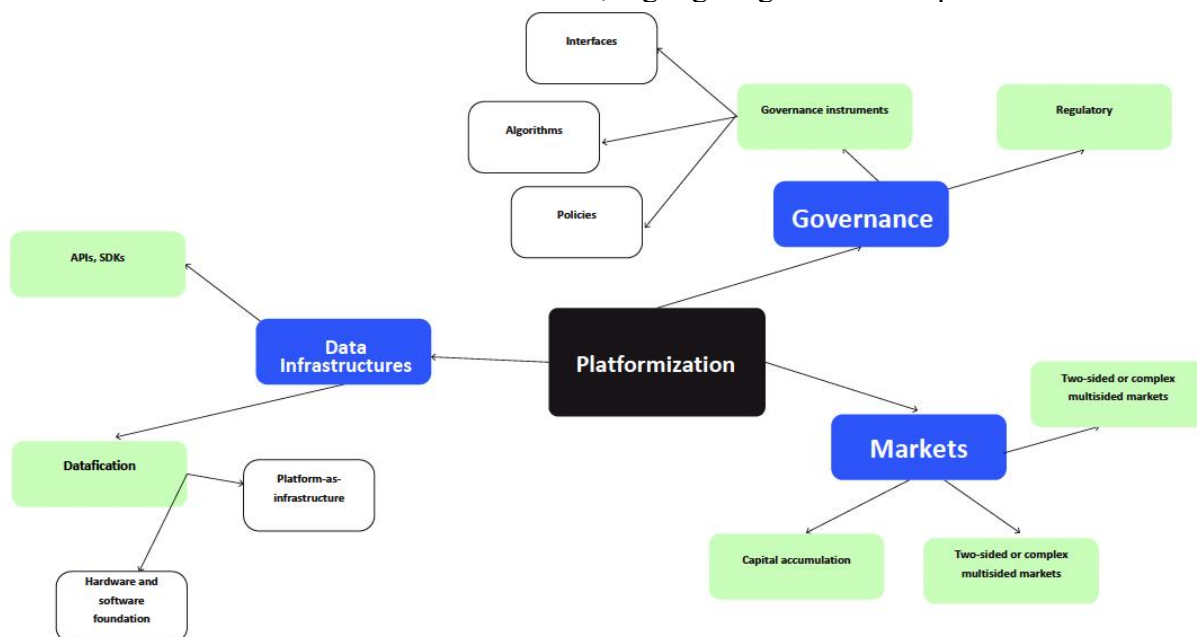 Interfaces
Governance instruments
Regulatory
Algorithms
Policies
Governance
APIs, SDKs
Data
Infrastructures
Platformization
Two-sided or complex
multisided markets
Markets
Datafication
Platform-as-
infrastructure
Capital accumulation
Two-sided or complex
multisided markets
Hardware and
software
foundation